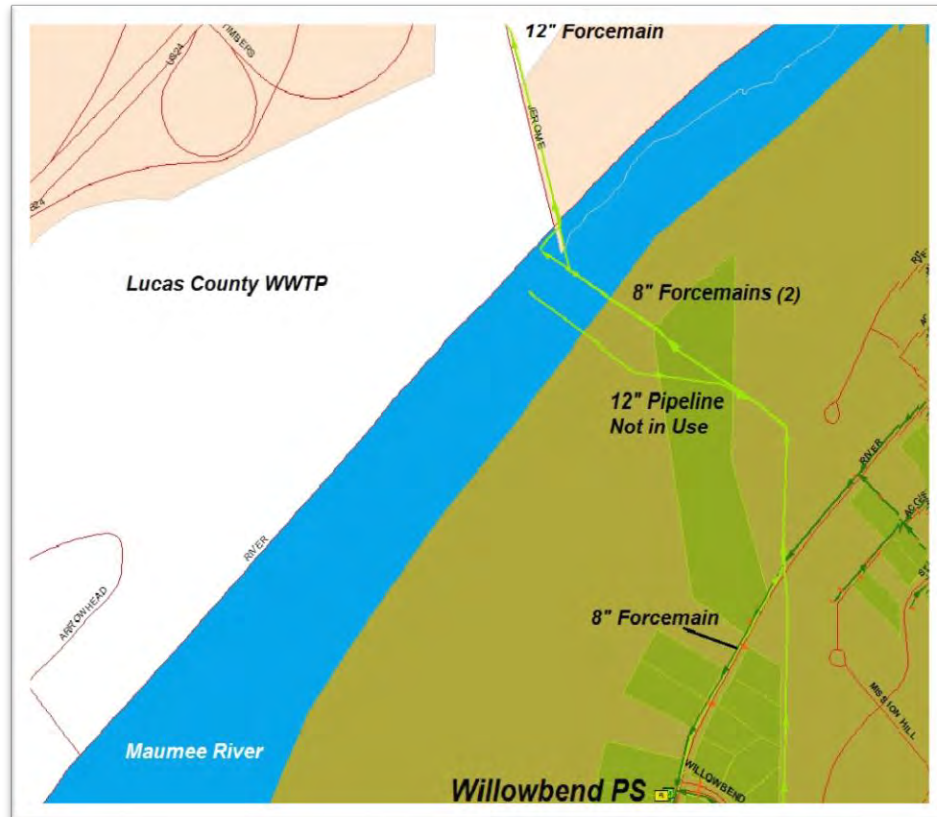 12" Forcemain
TIMBERS
US24
JEROME
Lucas County WWTP
8" Forcemains (2)
12" Pipeline
Not in Use
RIVER
RIVER
ARROWHEAD
8" Forcemain
MISSION HILL
Maumee River
WILLOWBEND
Willowbend PS